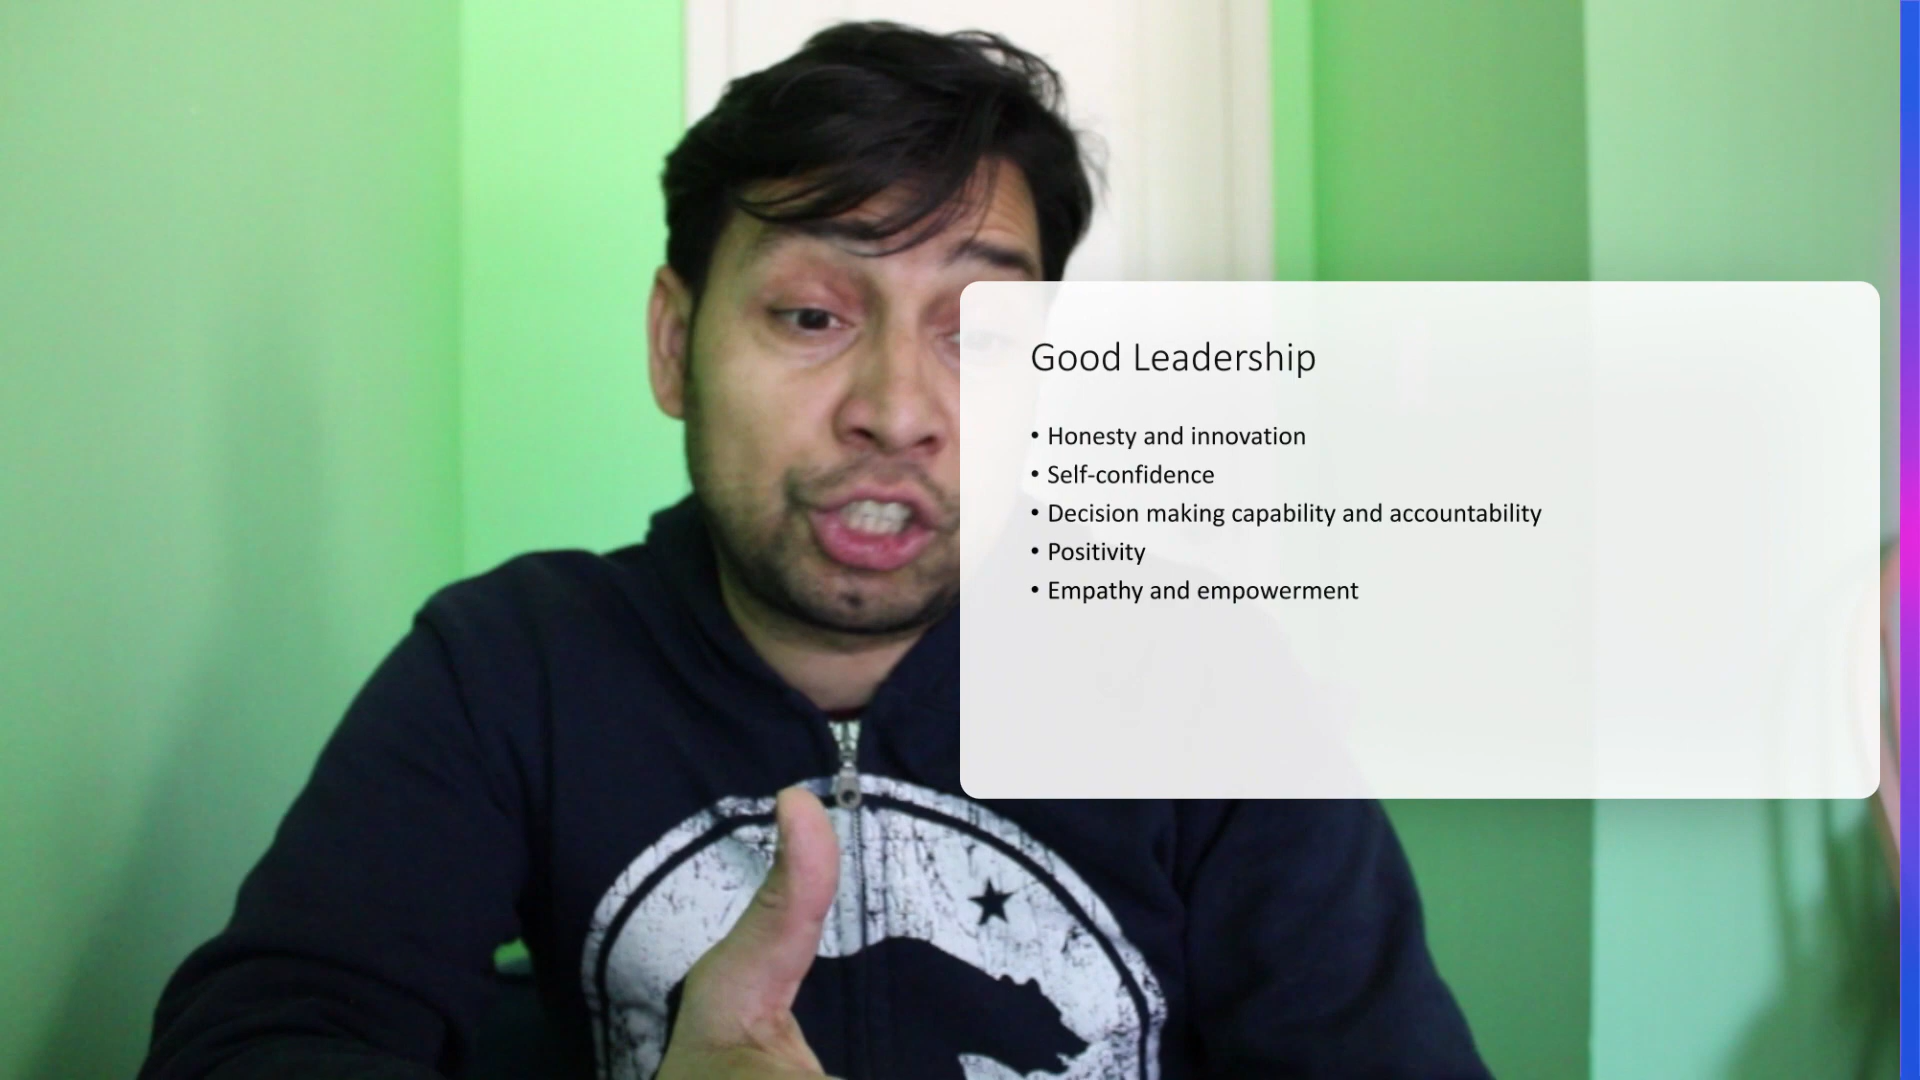 Good Leadership
• Honesty and innovation
• Self-confidence
• Decision making capability and accountability
• Positivity
• Empathy and empowerment